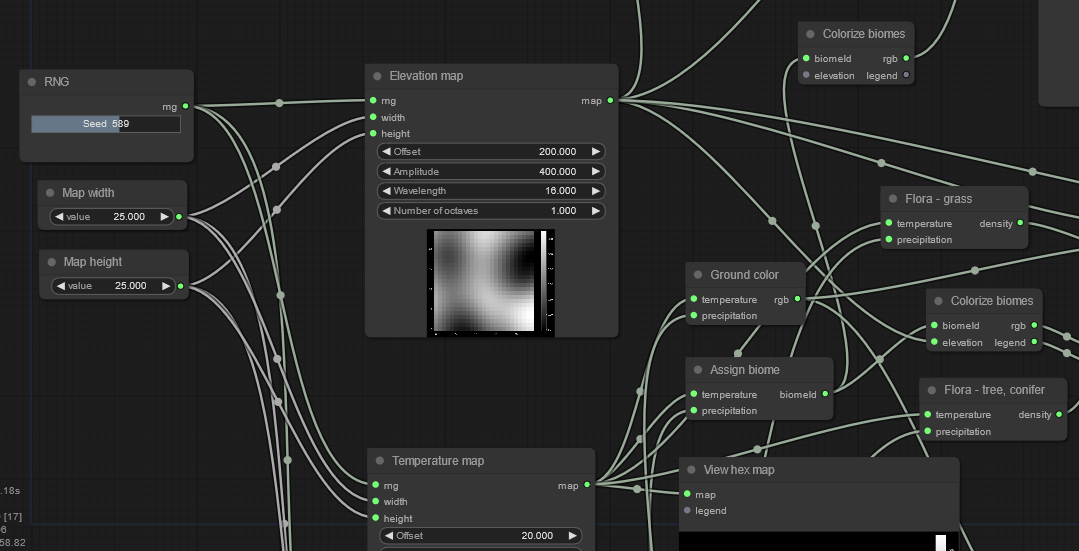 Colorize biomes
biomeId rgb
elevation legend
RNG
rng
Seed 589
Elevation map
rng map
width
height
Offset 200.000
Amplitude 400.000
Wavelength 16.000
Number of octaves 1.000
Map width
value 25.000
Map height
value 25.000
Flora - grass
temperature density
precipitation
Ground color
temperature rgb
precipitation
Colorize biomes
biomeId rgb
elevation legend
Assign biome
temperature biomeId
precipitation
Flora - tree, conifer
temperature density
precipitation
Temperature map
rng map
width
height
Offset 20.000
View hex map
map
legend
.18s
[17]
6
58.82